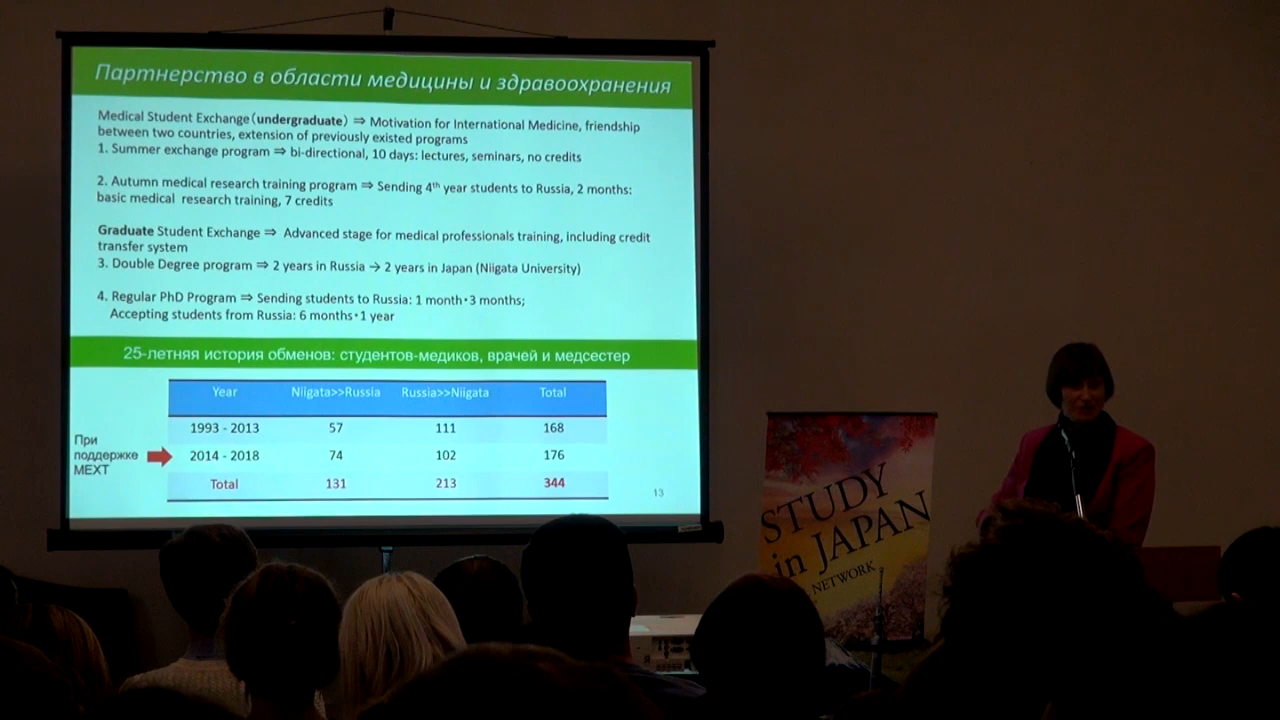 Партнерство в области медицины и здравоохранения
Medical Student Exchange (undergraduate) ⇒ Motivation for International Medicine, friendship
between two countries, extension of previously existed programs
1. Summer exchange program ⇒ bi-directional, 10 days: lectures, seminars, no credits
2. Autumn medical research training program ⇒ Sending 4th year students to Russia, 2 months:
basic medical research training, 7 credits
Graduate Student Exchange ⇒ Advanced stage for medical professionals training, including credit
transfer system
3. Double Degree program ⇒ 2 years in Russia → 2 years in Japan (Niigata University)
4. Regular PhD Program ⇒ Sending students to Russia: 1 month・3 months;
Accepting students from Russia: 6 months・1 year
25-летняя история обменов: студентов-медиков, врачей и медсестер
Year Niigata>>Russia Russia>>Niigata Total
1993 - 2013 57 111 168
2014 - 2018 74 102 176
Total 131 213 344
При
поддержке
MEXT
13
STUDY
in JAPAN
NETWORK